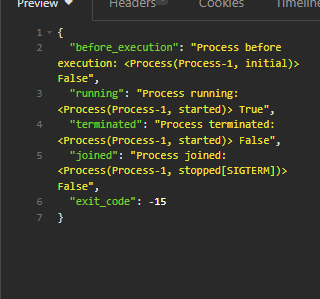 Preview
Headers
Cookies
Timeline
1 {
2 "before_execution": "Process before
execution: <Process(Process-1, initial)>
False",
3 "running": "Process running:
<Process(Process-1, started)> True",
4 "terminated": "Process terminated:
<Process(Process-1, started)> False",
5 "joined": "Process joined:
<Process(Process-1, stopped[SIGTERM])>
False",
6 "exit_code": -15
7 }